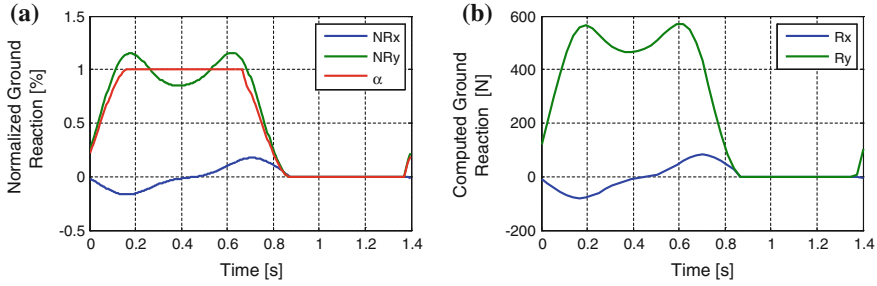 (a)
Normalized Ground
Reaction [%]
1.5
1
0.5
0
-0.5
NRx
NRy
α
0 0.2 0.4 0.6 0.8 1 1.2 1.4
Time [s]
(b)
Computed Ground
Reaction [N]
600
400
200
0
-200
Rx
Ry
0 0.2 0.4 0.6 0.8 1 1.2 1.4
Time [s]